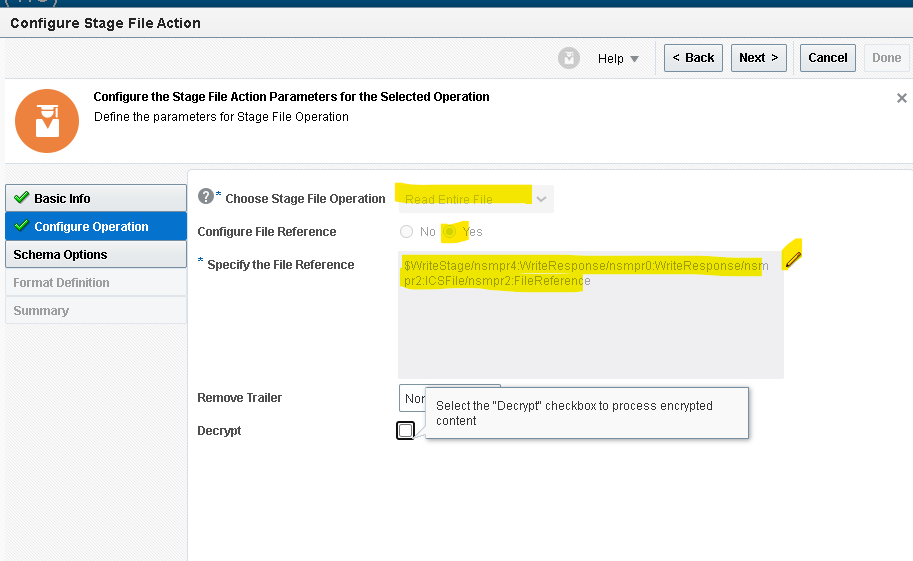 Configure Stage File Action
Help
< Back
Next >
Cancel
Done
Configure the Stage File Action Parameters for the Selected Operation
Define the parameters for Stage File Operation
Basic Info
Configure Operation
Schema Options
Format Definition
Summary
* Choose Stage File Operation
Read Entire File
Configure File Reference
No
Yes
* Specify the File Reference
$WriteStage/nsmpr4:WriteResponse/nsmpr0:WriteResponse/nsm
pr2:ICSFile/nsmpr2:FileReference
Remove Trailer
Decrypt
Select the "Decrypt" checkbox to process encrypted
content